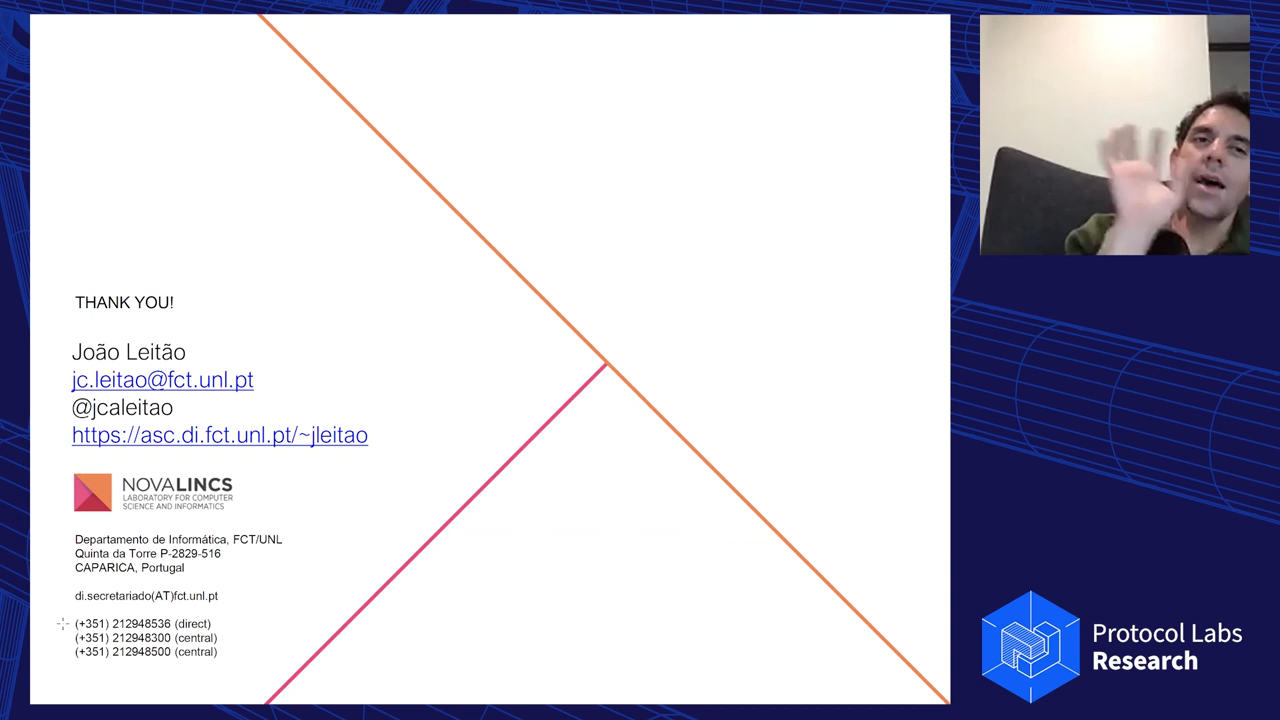 THANK YOU!
João Leitão
jc.leitao@fct.unl.pt
@jcaleitao
https://asc.di.fct.unl.pt/~jleitao
NOVALINCS
LABORATORY FOR COMPUTER
SCIENCE AND INFORMATICS
Departamento de Informática, FCT/UNL
Quinta da Torre P-2829-516
CAPARICA, Portugal
di.secretariado(AT)fct.unl.pt
(+351) 212948536 (direct)
(+351) 212948300 (central)
(+351) 212948500 (central)
Protocol Labs
Research